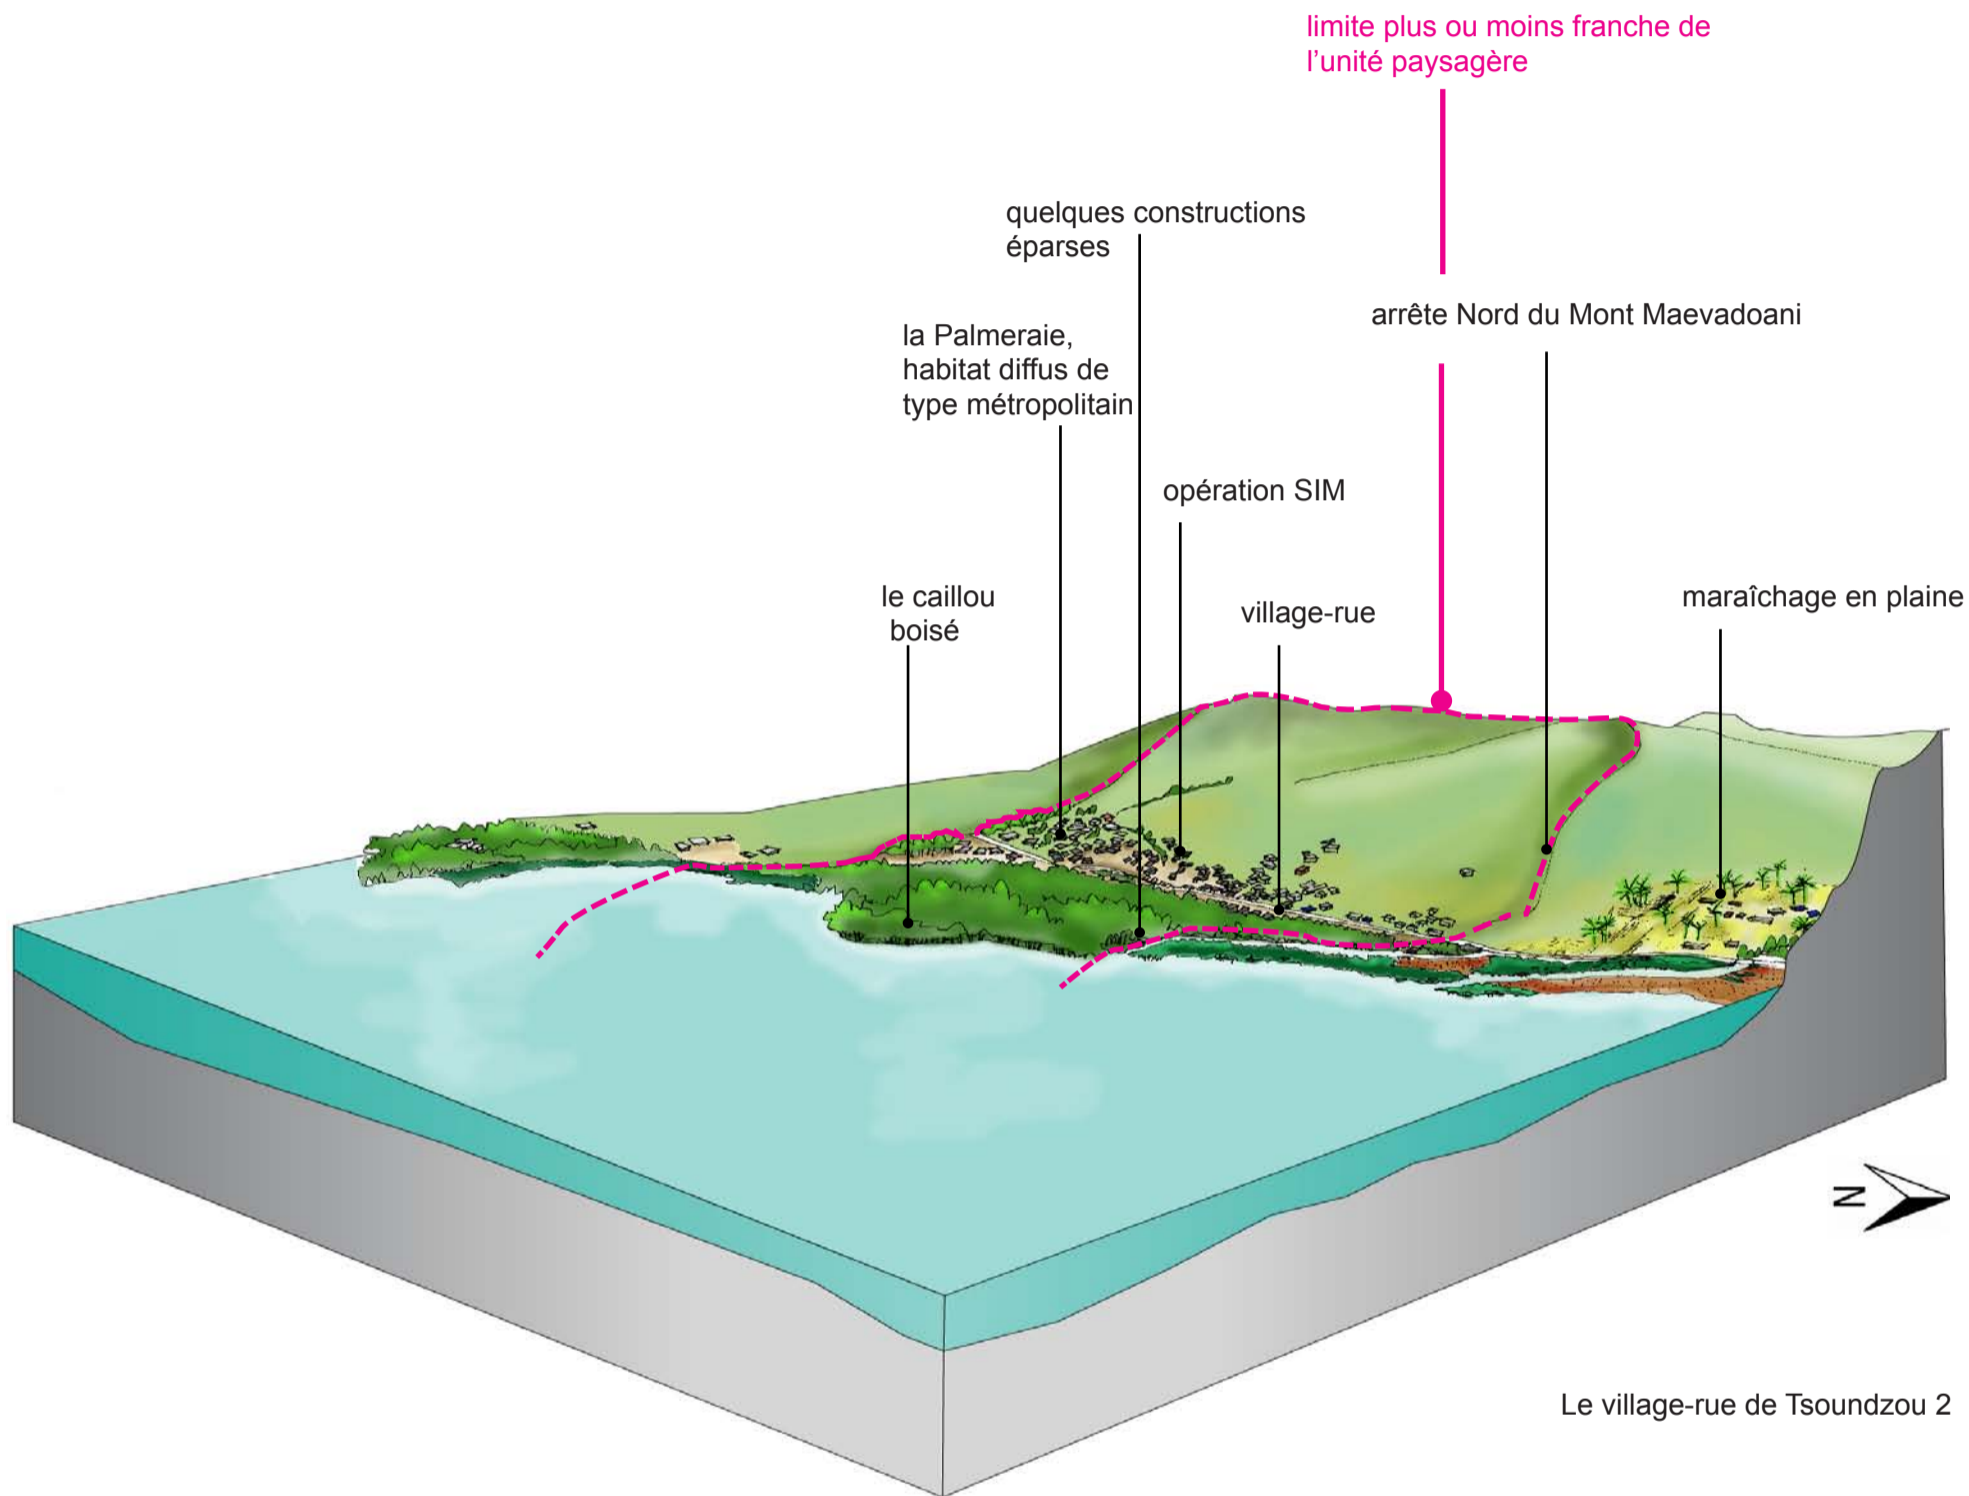 limite plus ou moins franche de
l'unité paysagère
quelques constructions
éparses
arrête Nord du Mont Maevadoani
la Palmeraie,
habitat diffus de
type métropolitain
opération SIM
le caillou
boisé
village-rue
maraîchage en plaine
N
Le village-rue de Tsoundzou 2